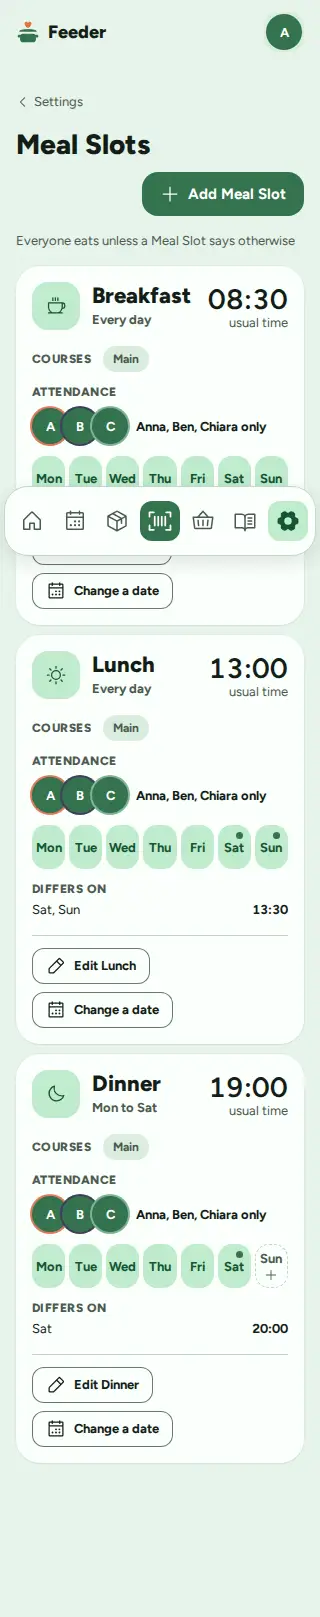 Feeder
A
Settings
Meal Slots
Add Meal Slot
Everyone eats unless a Meal Slot says otherwise
Breakfast
08:30
Every day
usual time
COURSES Main
ATTENDANCE
A B C Anna, Ben, Chiara only
Mon Tue Wed Thu Fri Sat Sun
Change a date
Lunch
13:00
Every day
usual time
COURSES Main
ATTENDANCE
A B C Anna, Ben, Chiara only
Mon Tue Wed Thu Fri Sat Sun
DIFFERS ON
Sat, Sun 13:30
Edit Lunch
Change a date
Dinner
19:00
Mon to Sat
usual time
COURSES Main
ATTENDANCE
A B C Anna, Ben, Chiara only
Mon Tue Wed Thu Fri Sat Sun
DIFFERS ON
Sat 20:00
Edit Dinner
Change a date